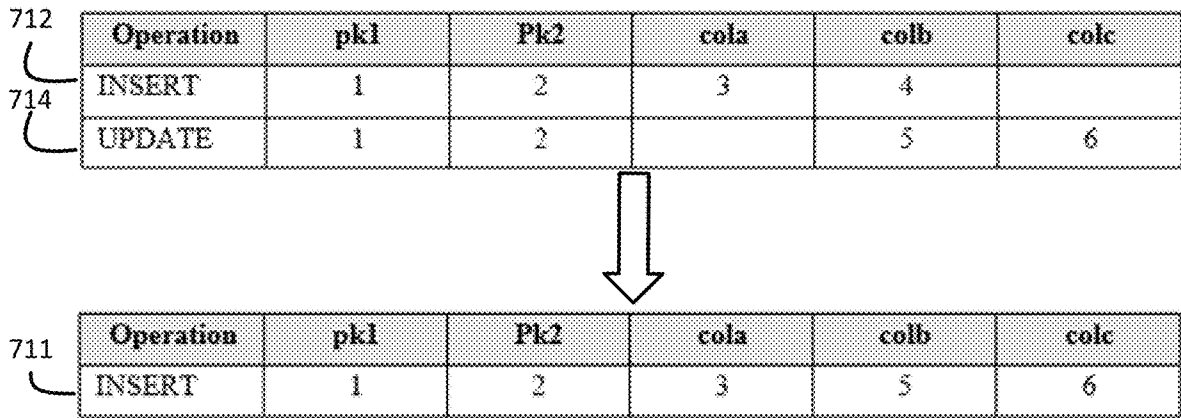 712
Operation pk1 Pk2 cola colb colc
INSERT 1 2 3 4
714
UPDATE 1 2 5 6
Operation pk1 Pk2 cola colb colc
711
INSERT 1 2 3 5 6